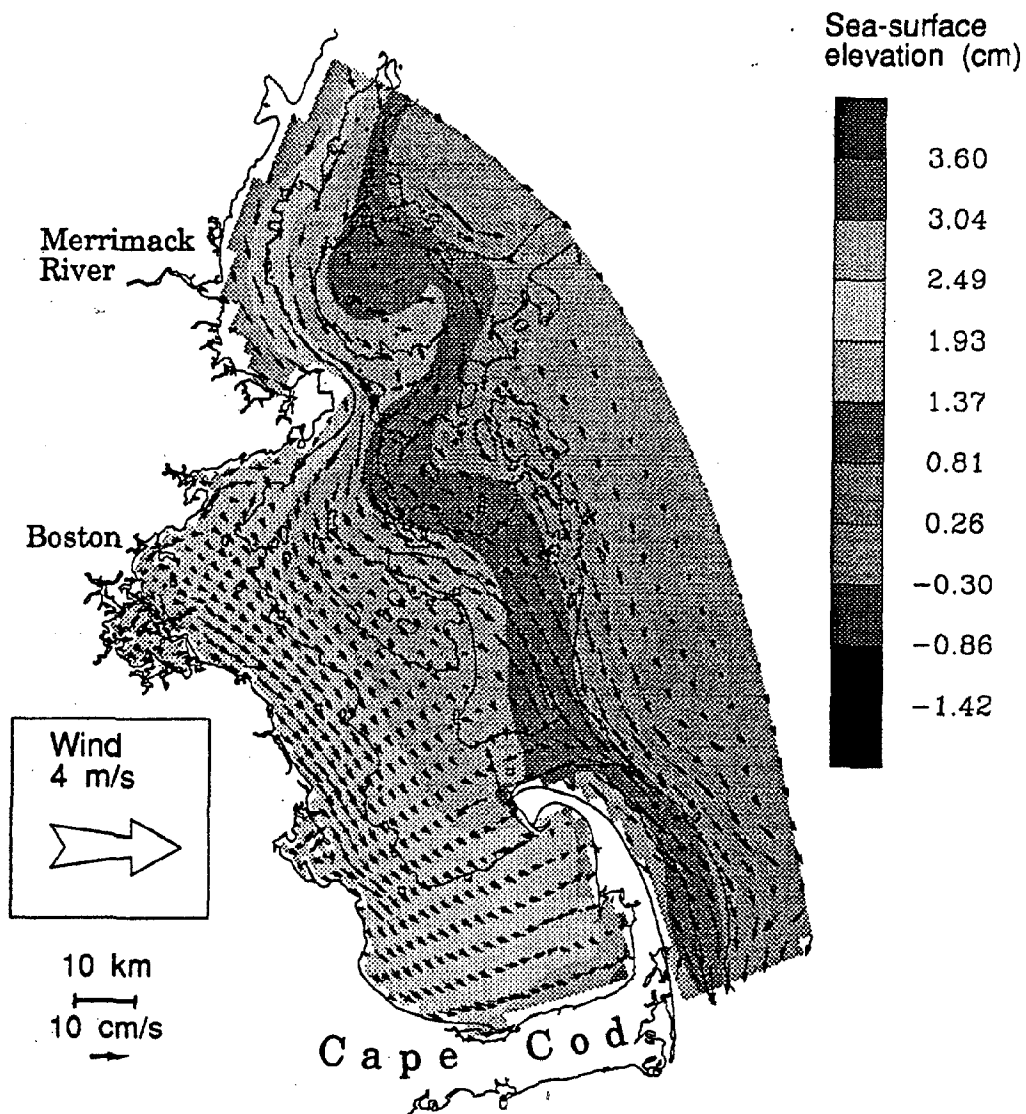 Sea-surface
elevation (cm)
3.60
3.04
2.49
1.93
1.37
0.81
0.26
-0.30
-0.86
-1.42
Merrimack
River
Boston
Wind
4 m/s
10 km
10 cm/s
Cape Cod